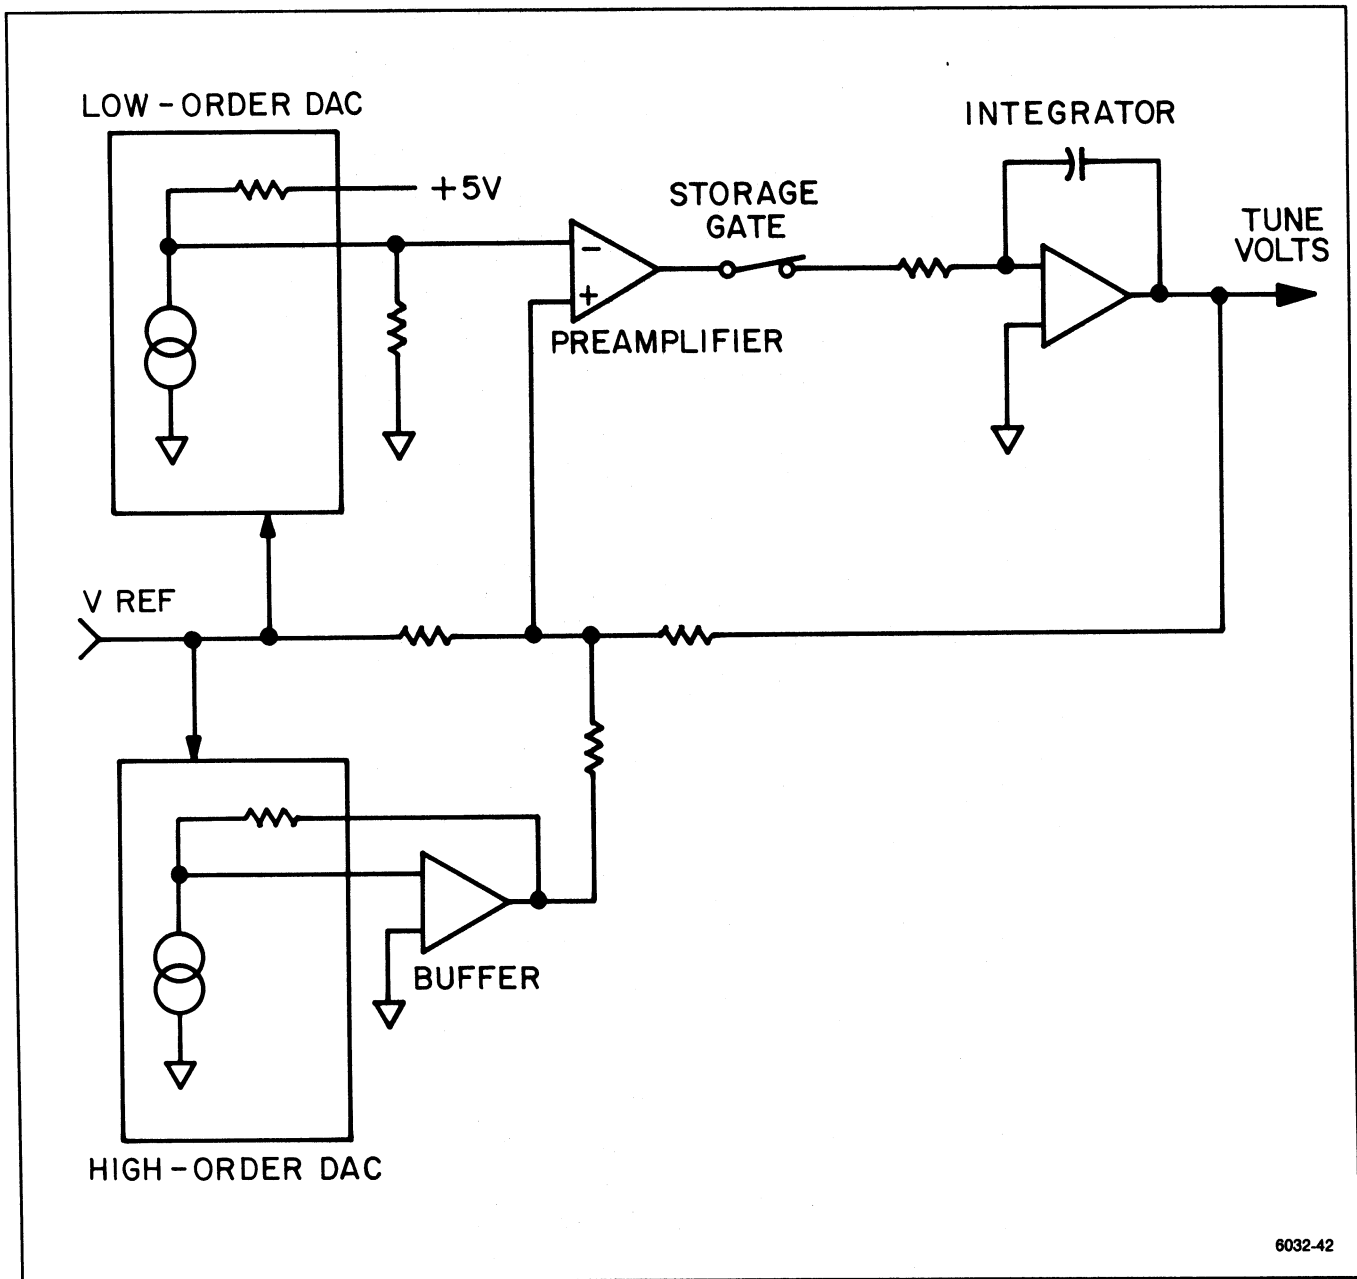 LOW-ORDER DAC
+5V
STORAGE
GATE
INTEGRATOR
TUNE
VOLTS
−
+
PREAMPLIFIER
V REF
BUFFER
HIGH-ORDER DAC
6032-42